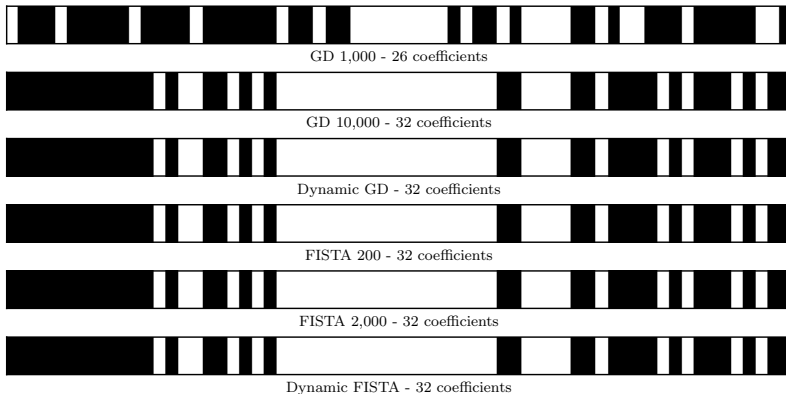 GD 1,000 - 26 coefficients
GD 10,000 - 32 coefficients
Dynamic GD - 32 coefficients
FISTA 200 - 32 coefficients
FISTA 2,000 - 32 coefficients
Dynamic FISTA - 32 coefficients